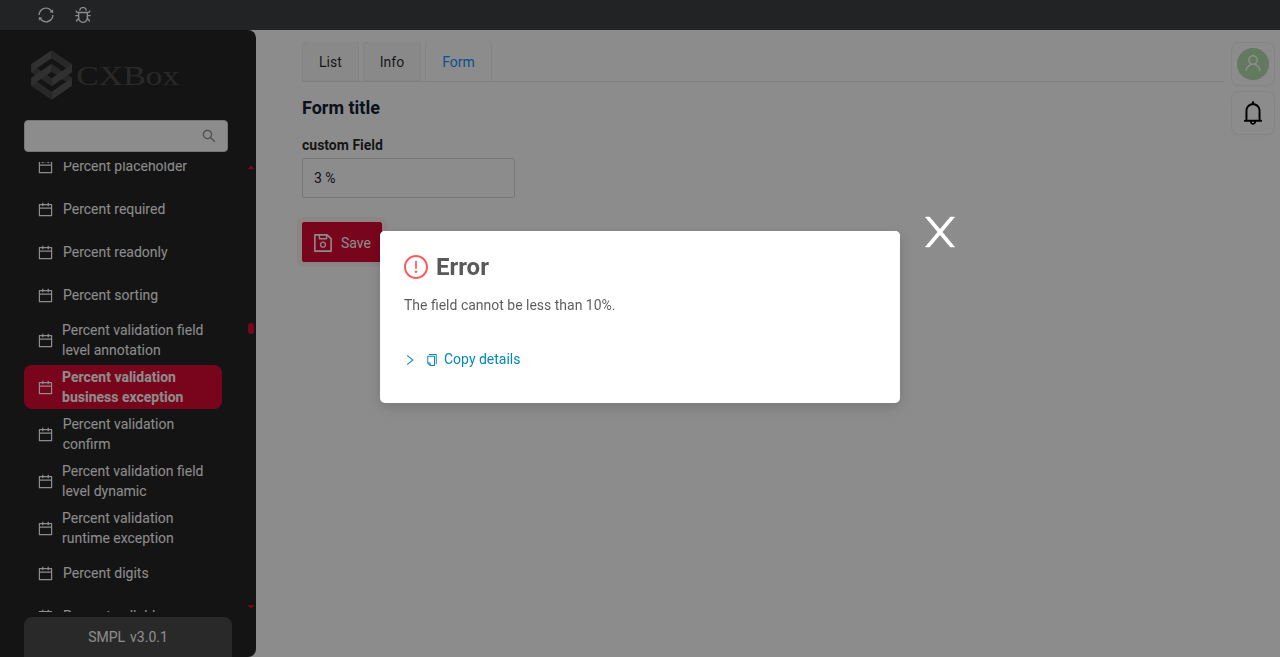 CXBox
Percent placeholder
Percent required
Percent readonly
Percent sorting
Percent validation field
level annotation
Percent validation
business exception
Percent validation
confirm
Percent validation field
level dynamic
Percent validation
runtime exception
Percent digits
SMPL v3.0.1
List
Info
Form
Form title
custom Field
3 %
Save
Error
The field cannot be less than 10%.
Copy details